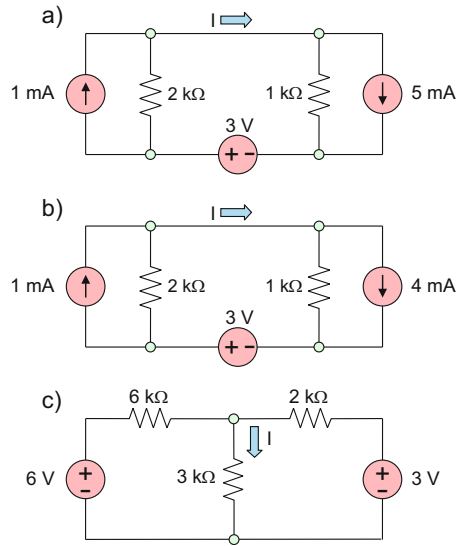 a)
I
1 mA
2 kΩ
1 kΩ
5 mA
3 V
+ -
b)
I
1 mA
2 kΩ
1 kΩ
4 mA
3 V
+ -
c)
6 kΩ
2 kΩ
I
6 V
+
-
3 kΩ
+
-
3 V